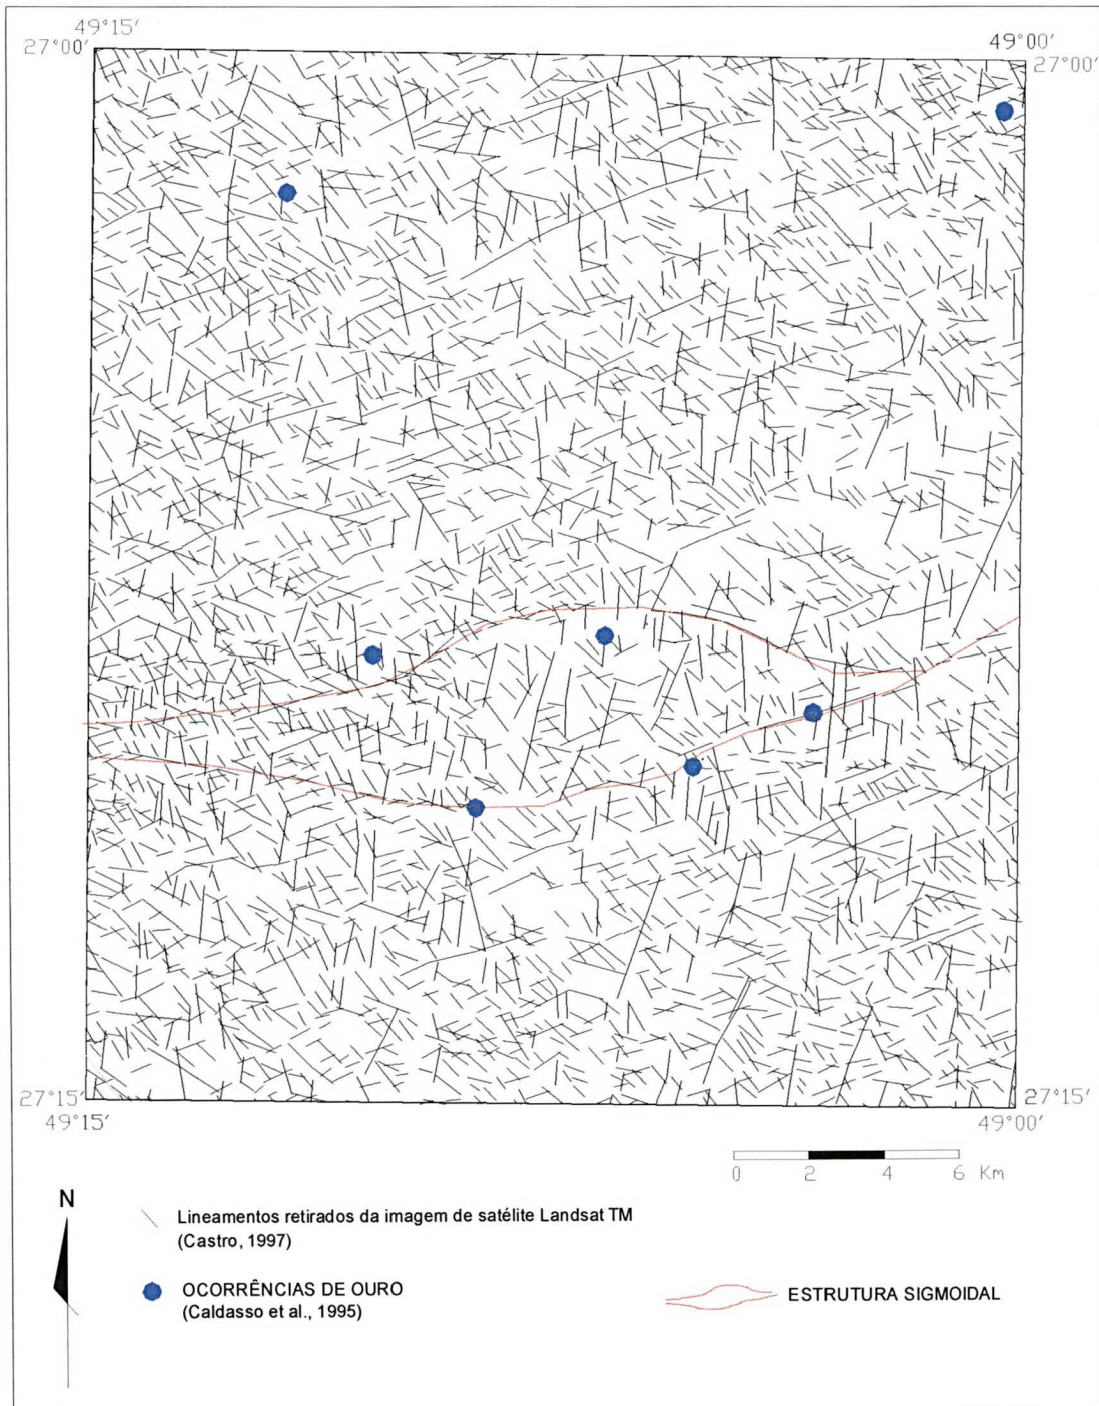 49°15′
49°00′
27°00′
27°00′
27°15′
27°15′
49°15′
49°00′
0 2 4 6 Km
N
Lineamentos retirados da imagem de satélite Landsat TM
(Castro, 1997)
OCORRÊNCIAS DE OURO
(Caldasso et al., 1995)
ESTRUTURA SIGMOIDAL